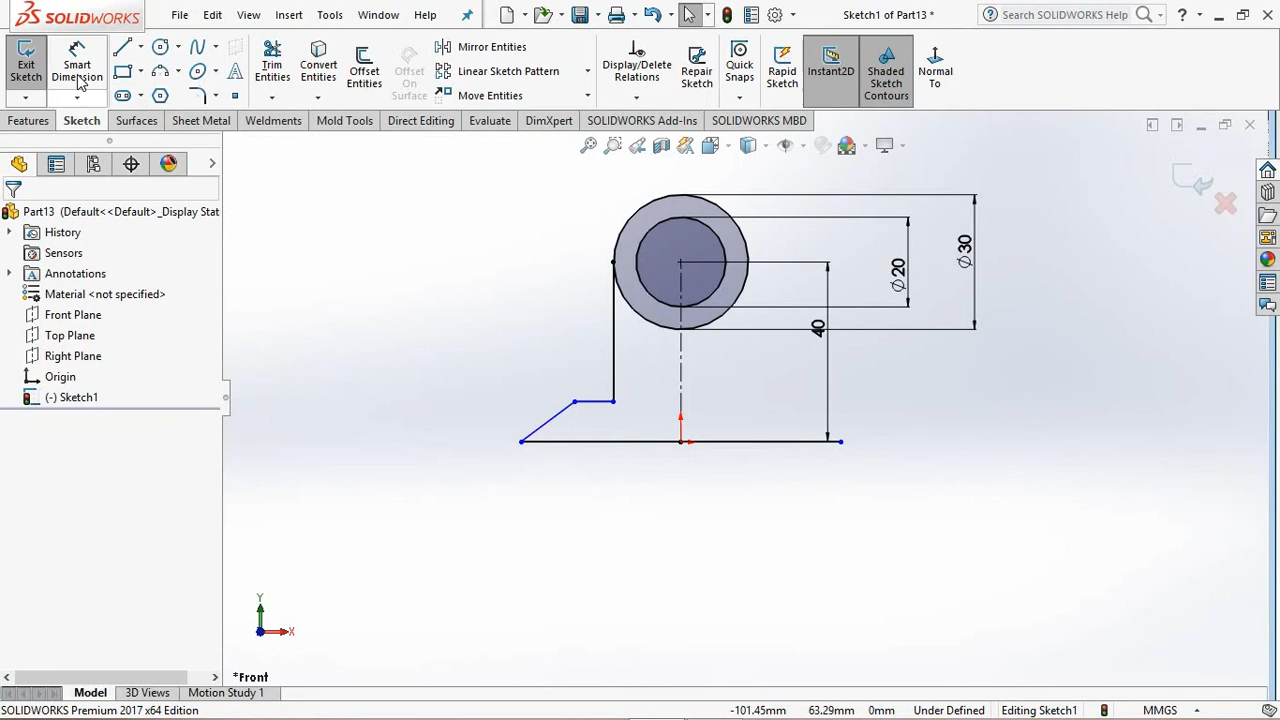 SOLIDWORKS File Edit View Insert Tools Window Help Sketch1 of Part13 * Search SOLIDWORKS Help ?
Exit Sketch Smart Dimension Trim Entities Convert Entities Offset Entities Offset On Surface Mirror Entities Linear Sketch Pattern Move Entities Display/Delete Relations Repair Sketch Quick Snaps Rapid Sketch Instant2D Shaded Sketch Contours Normal To
Features Sketch Surfaces Sheet Metal Weldments Mold Tools Direct Editing Evaluate DimXpert SOLIDWORKS Add-Ins SOLIDWORKS MBD
Part13 (Default<<Default>_Display Stat
History
Sensors
Annotations
Material <not specified>
Front Plane
Top Plane
Right Plane
Origin
(-) Sketch1
∅30
∅20
40
Y
X
*Front
Model 3D Views Motion Study 1
SOLIDWORKS Premium 2017 x64 Edition -101.45mm 63.29mm 0mm Under Defined Editing Sketch1 MMGS